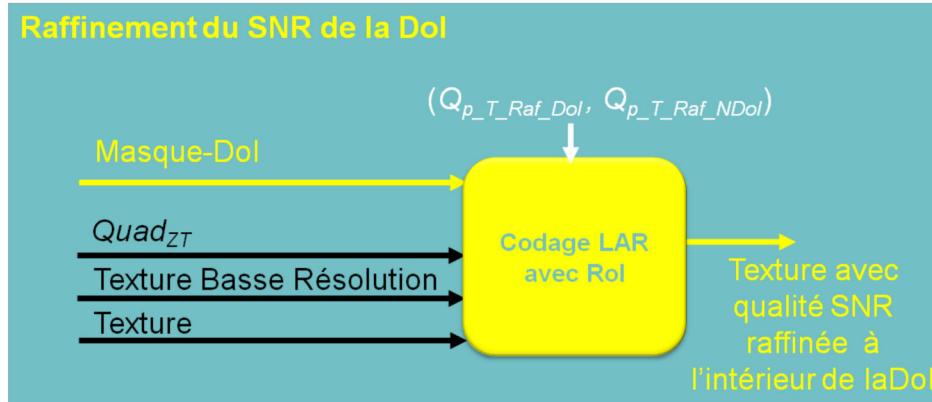 Raffinement du SNR de la DoI
(Qp_T_Raf_DoI, Qp_T_Raf_NDoI)
Masque-DoI
QuadZT
Texture Basse Résolution
Texture
Codage LAR
avec RoI
Texture avec
qualité SNR
raffinée à
l'intérieur de laDoI